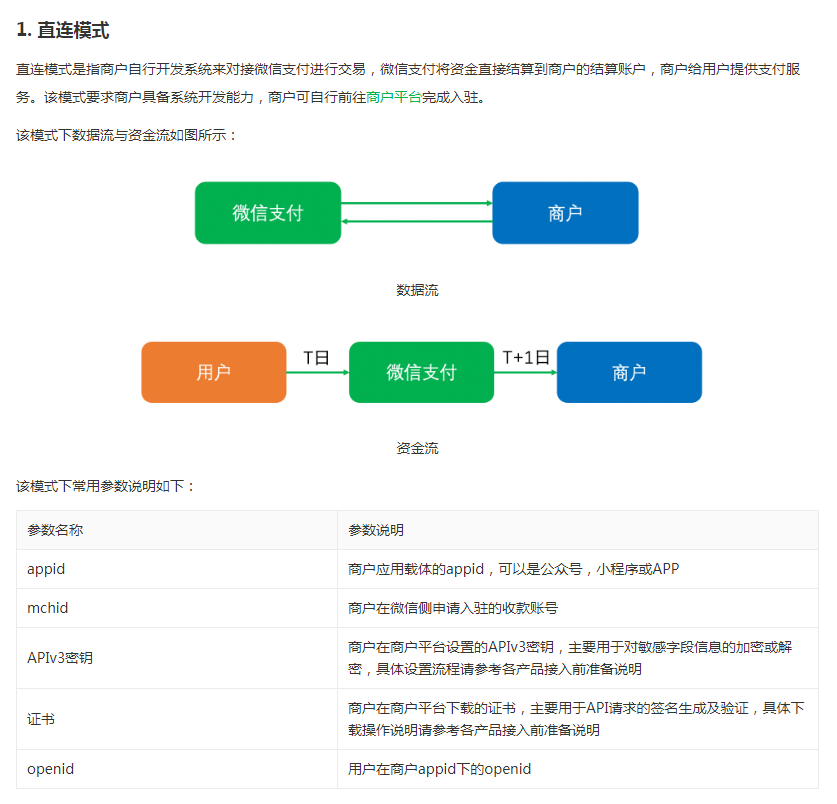 1. 直连模式
直连模式是指商户自行开发系统来对接微信支付进行交易，微信支付将资金直接结算到商户的结算账户，商户给用户提供支付服
务。该模式要求商户具备系统开发能力，商户可自行前往商户平台完成入驻。
该模式下数据流与资金流如图所示：
微信支付
商户
数据流
用户
T日
微信支付
T+1日
商户
资金流
该模式下常用参数说明如下：
参数名称
参数说明
appid
商户应用载体的appid，可以是公众号，小程序或APP
mchid
商户在微信侧申请入驻的收款账号
APIv3密钥
商户在商户平台设置的APIv3密钥，主要用于对敏感字段信息的加密或解
密，具体设置流程请参考各产品接入前准备说明
证书
商户在商户平台下载的证书，主要用于API请求的签名生成及验证，具体下
载操作说明请参考各产品接入前准备说明
openid
用户在商户appid下的openid